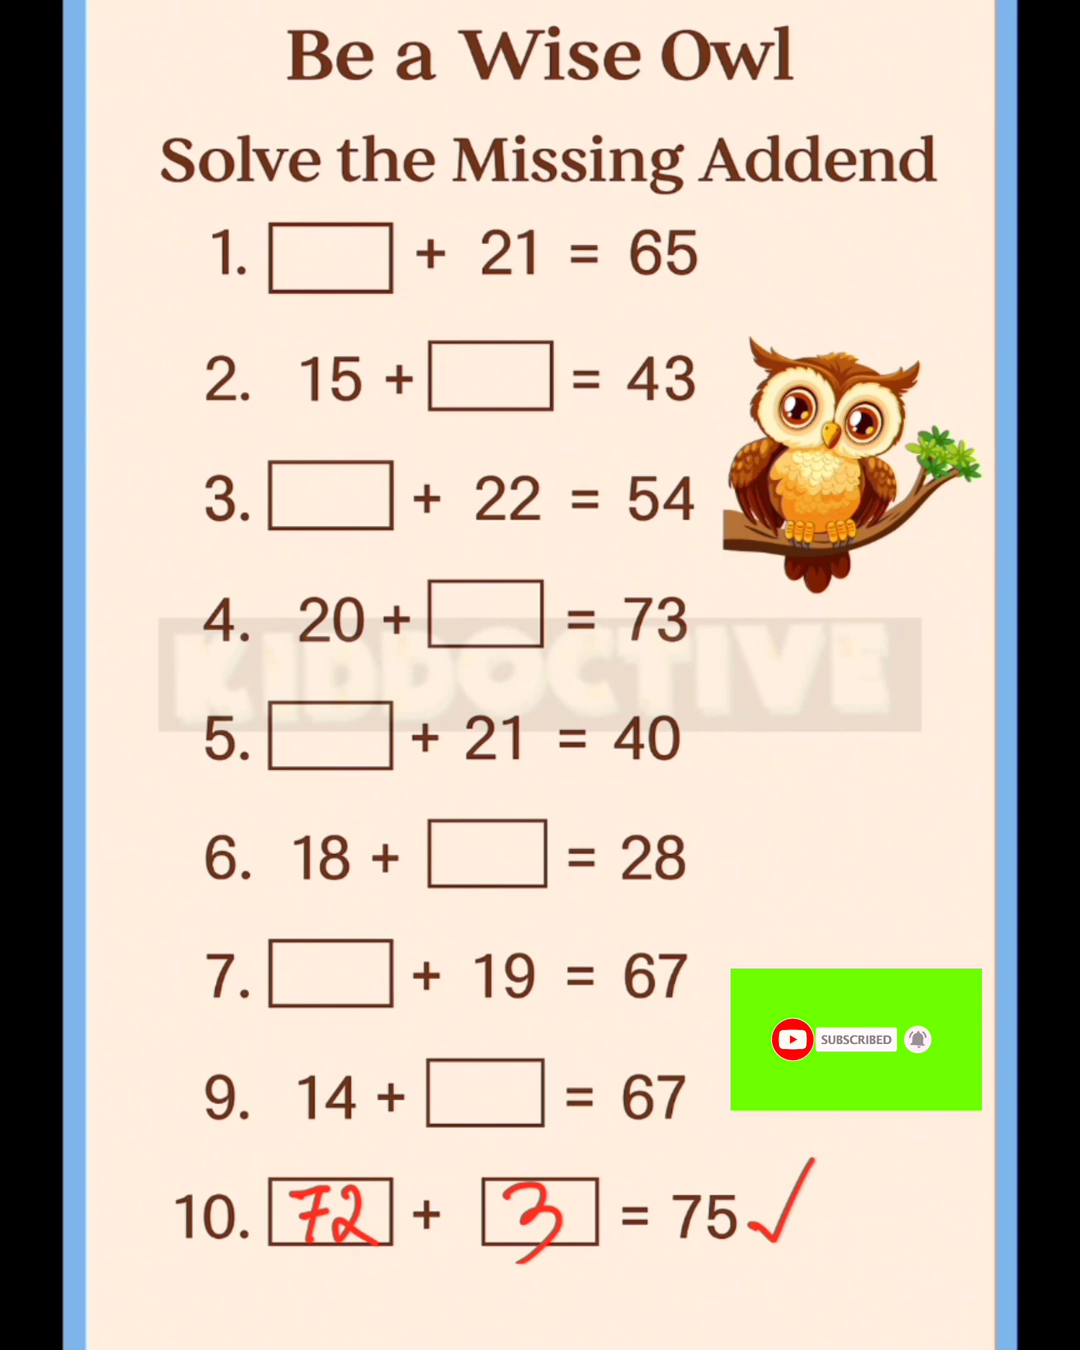 Be a Wise Owl
Solve the Missing Addend
1. + 21 = 65
2. 15 + = 43
3. + 22 = 54
4. 20 + = 73
KIDDOCTIVE
5. + 21 = 40
6. 18 + = 28
7. + 19 = 67
SUBSCRIBED
9. 14 + = 67
10. 72 + 3 = 75